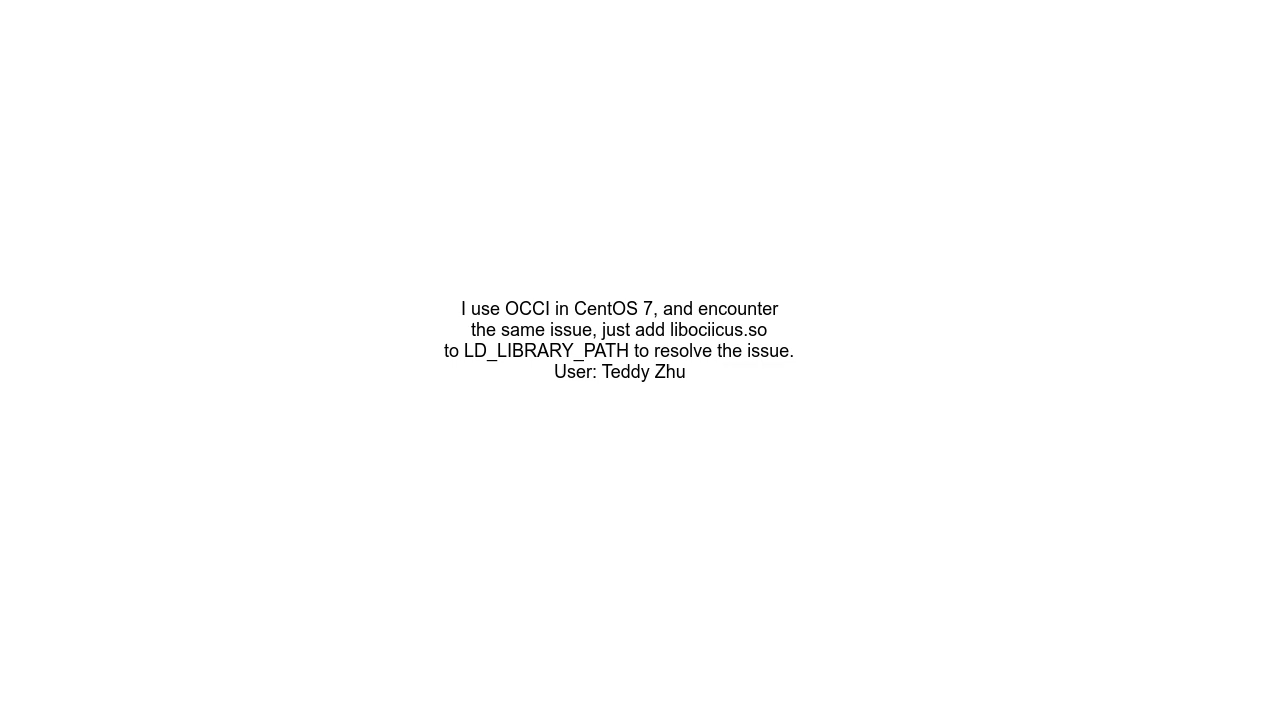 I use OCCI in CentOS 7, and encounter
the same issue, just add libociicus.so
to LD_LIBRARY_PATH to resolve the issue.
User: Teddy Zhu